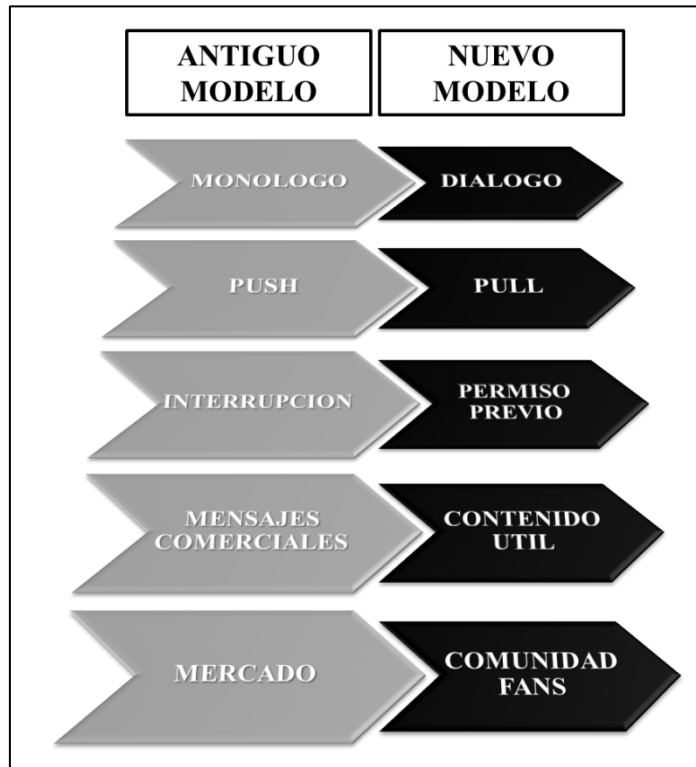 ANTIGUO
MODELO
NUEVO
MODELO
MONOLOGO
DIALOGO
PUSH
PULL
INTERRUPCION
PERMISO
PREVIO
MENSAJES
COMERCIALES
CONTENIDO
UTIL
MERCADO
COMUNIDAD
FANS